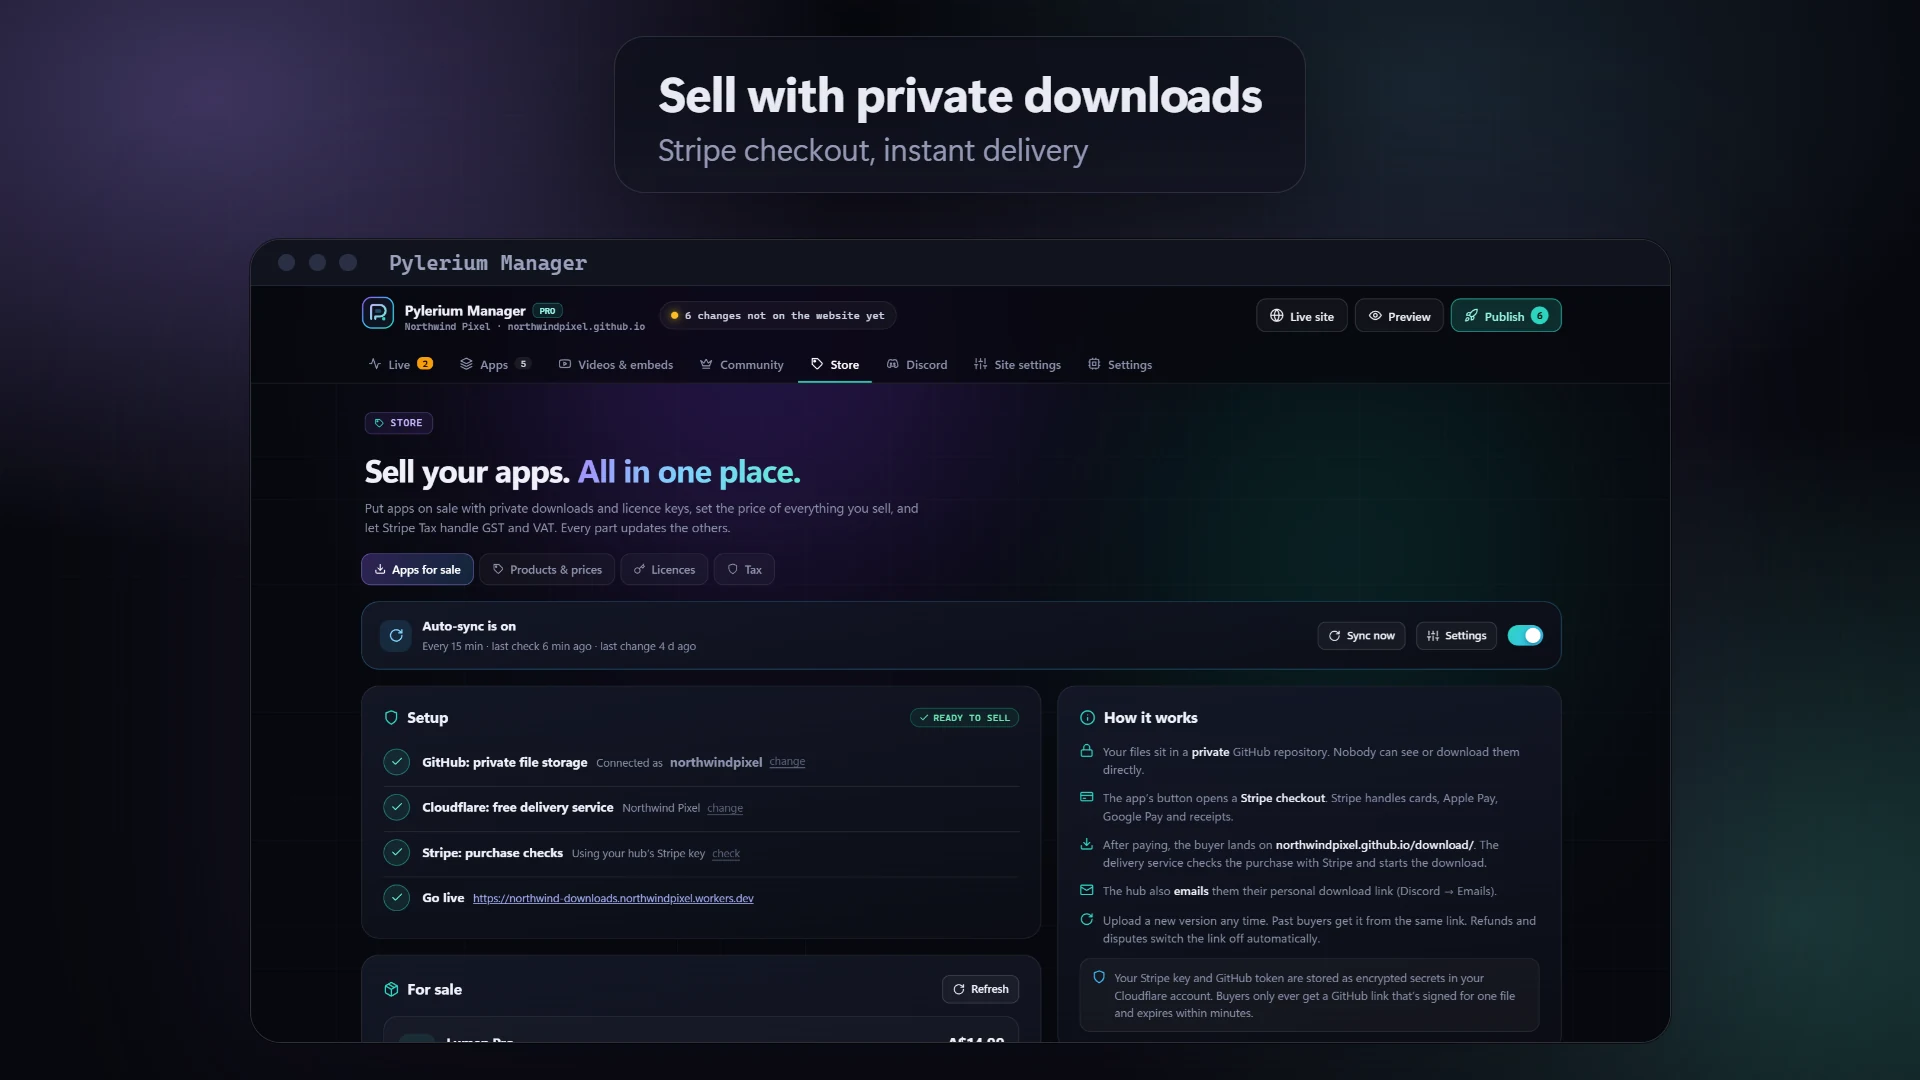 Sell with private downloads
Stripe checkout, instant delivery
Pylerium Manager
Pylerium Manager PRO
Northwind Pixel · northwindpixel.github.io
6 changes not on the website yet
Live site
Preview
Publish 6
Live 2
Apps 5
Videos & embeds
Community
Store
Discord
Site settings
Settings
STORE
Sell your apps. All in one place.
Put apps on sale with private downloads and licence keys, set the price of everything you sell, and
let Stripe Tax handle GST and VAT. Every part updates the others.
Apps for sale
Products & prices
Licences
Tax
Auto-sync is on
Every 15 min · last check 6 min ago · last change 4 d ago
Sync now
Settings
Setup
READY TO SELL
GitHub: private file storage Connected as northwindpixel change
Cloudflare: free delivery service Northwind Pixel change
Stripe: purchase checks Using your hub's Stripe key check
Go live https://northwind-downloads.northwindpixel.workers.dev
For sale
Refresh
Lumen Pro
A$14.99
How it works
Your files sit in a private GitHub repository. Nobody can see or download them
directly.
The app's button opens a Stripe checkout. Stripe handles cards, Apple Pay,
Google Pay and receipts.
After paying, the buyer lands on northwindpixel.github.io/download/. The
delivery service checks the purchase with Stripe and starts the download.
The hub also emails them their personal download link (Discord → Emails).
Upload a new version any time. Past buyers get it from the same link. Refunds and
disputes switch the link off automatically.
Your Stripe key and GitHub token are stored as encrypted secrets in your
Cloudflare account. Buyers only ever get a GitHub link that's signed for one file
and expires within minutes.